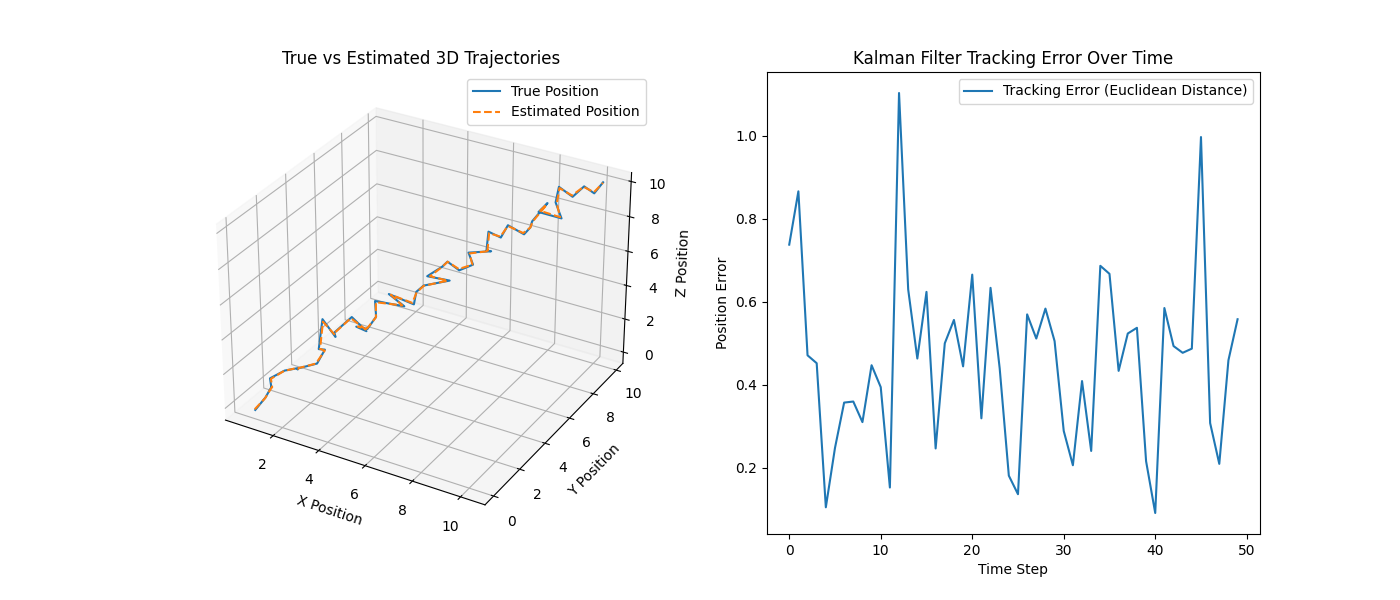 True vs Estimated 3D Trajectories
True Position
Estimated Position
10
8
6
4
2
0
Z Position
10
8
6
4
2
0
Y Position
2
4
6
8
10
X Position
Kalman Filter Tracking Error Over Time
Tracking Error (Euclidean Distance)
1.0
0.8
0.6
0.4
0.2
Position Error
0 10 20 30 40 50
Time Step